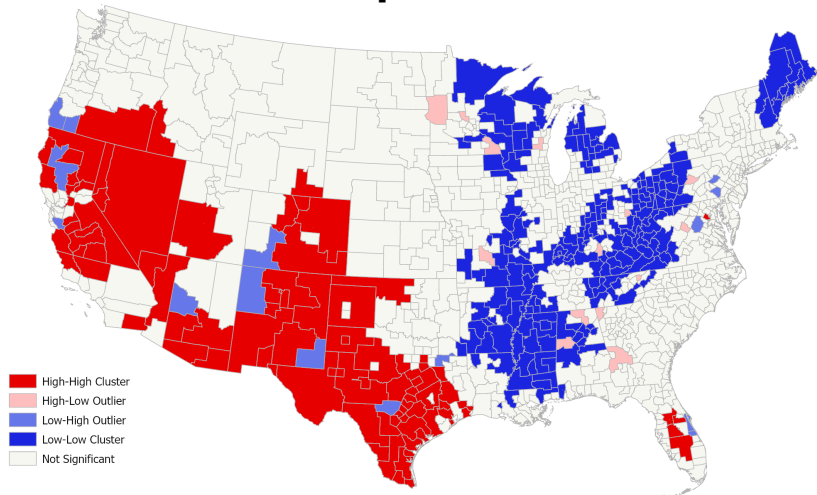 High-High Cluster
High-Low Outlier
Low-High Outlier
Low-Low Cluster
Not Significant